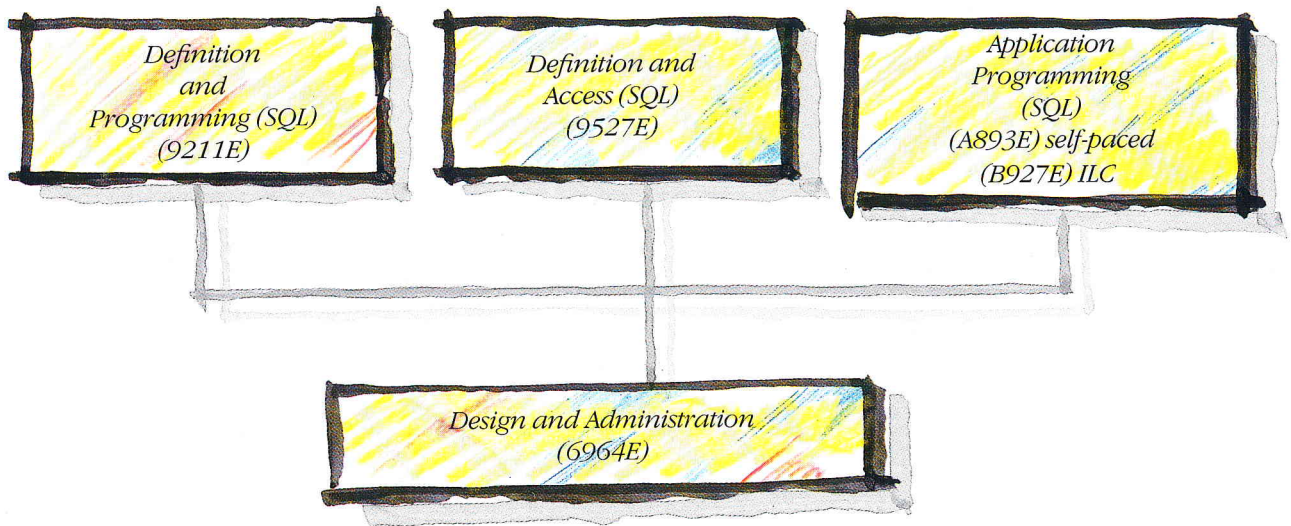 Definition
and
Programming (SQL)
(9211E)
Definition and
Access (SQL)
(9527E)
Application
Programming
(SQL)
(A893E) self-paced
(B927E) ILC
Design and Administration
(6964E)